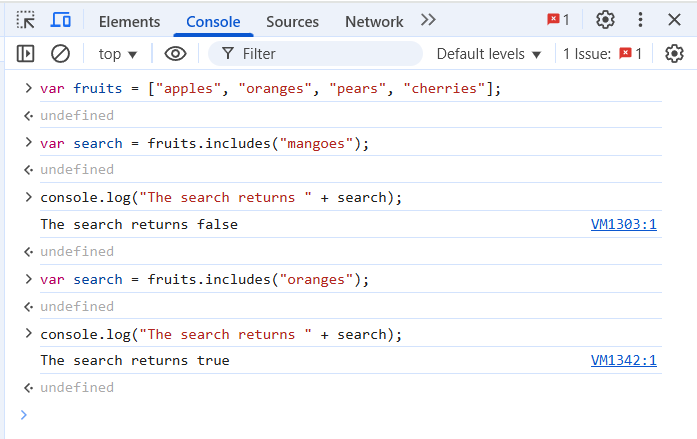 Elements Console Sources Network 1
top Filter Default levels 1 Issue: 1
var fruits = ["apples", "oranges", "pears", "cherries"];
undefined
var search = fruits.includes("mangoes");
undefined
console.log("The search returns " + search);
The search returns false VM1303:1
undefined
var search = fruits.includes("oranges");
undefined
console.log("The search returns " + search);
The search returns true VM1342:1
undefined